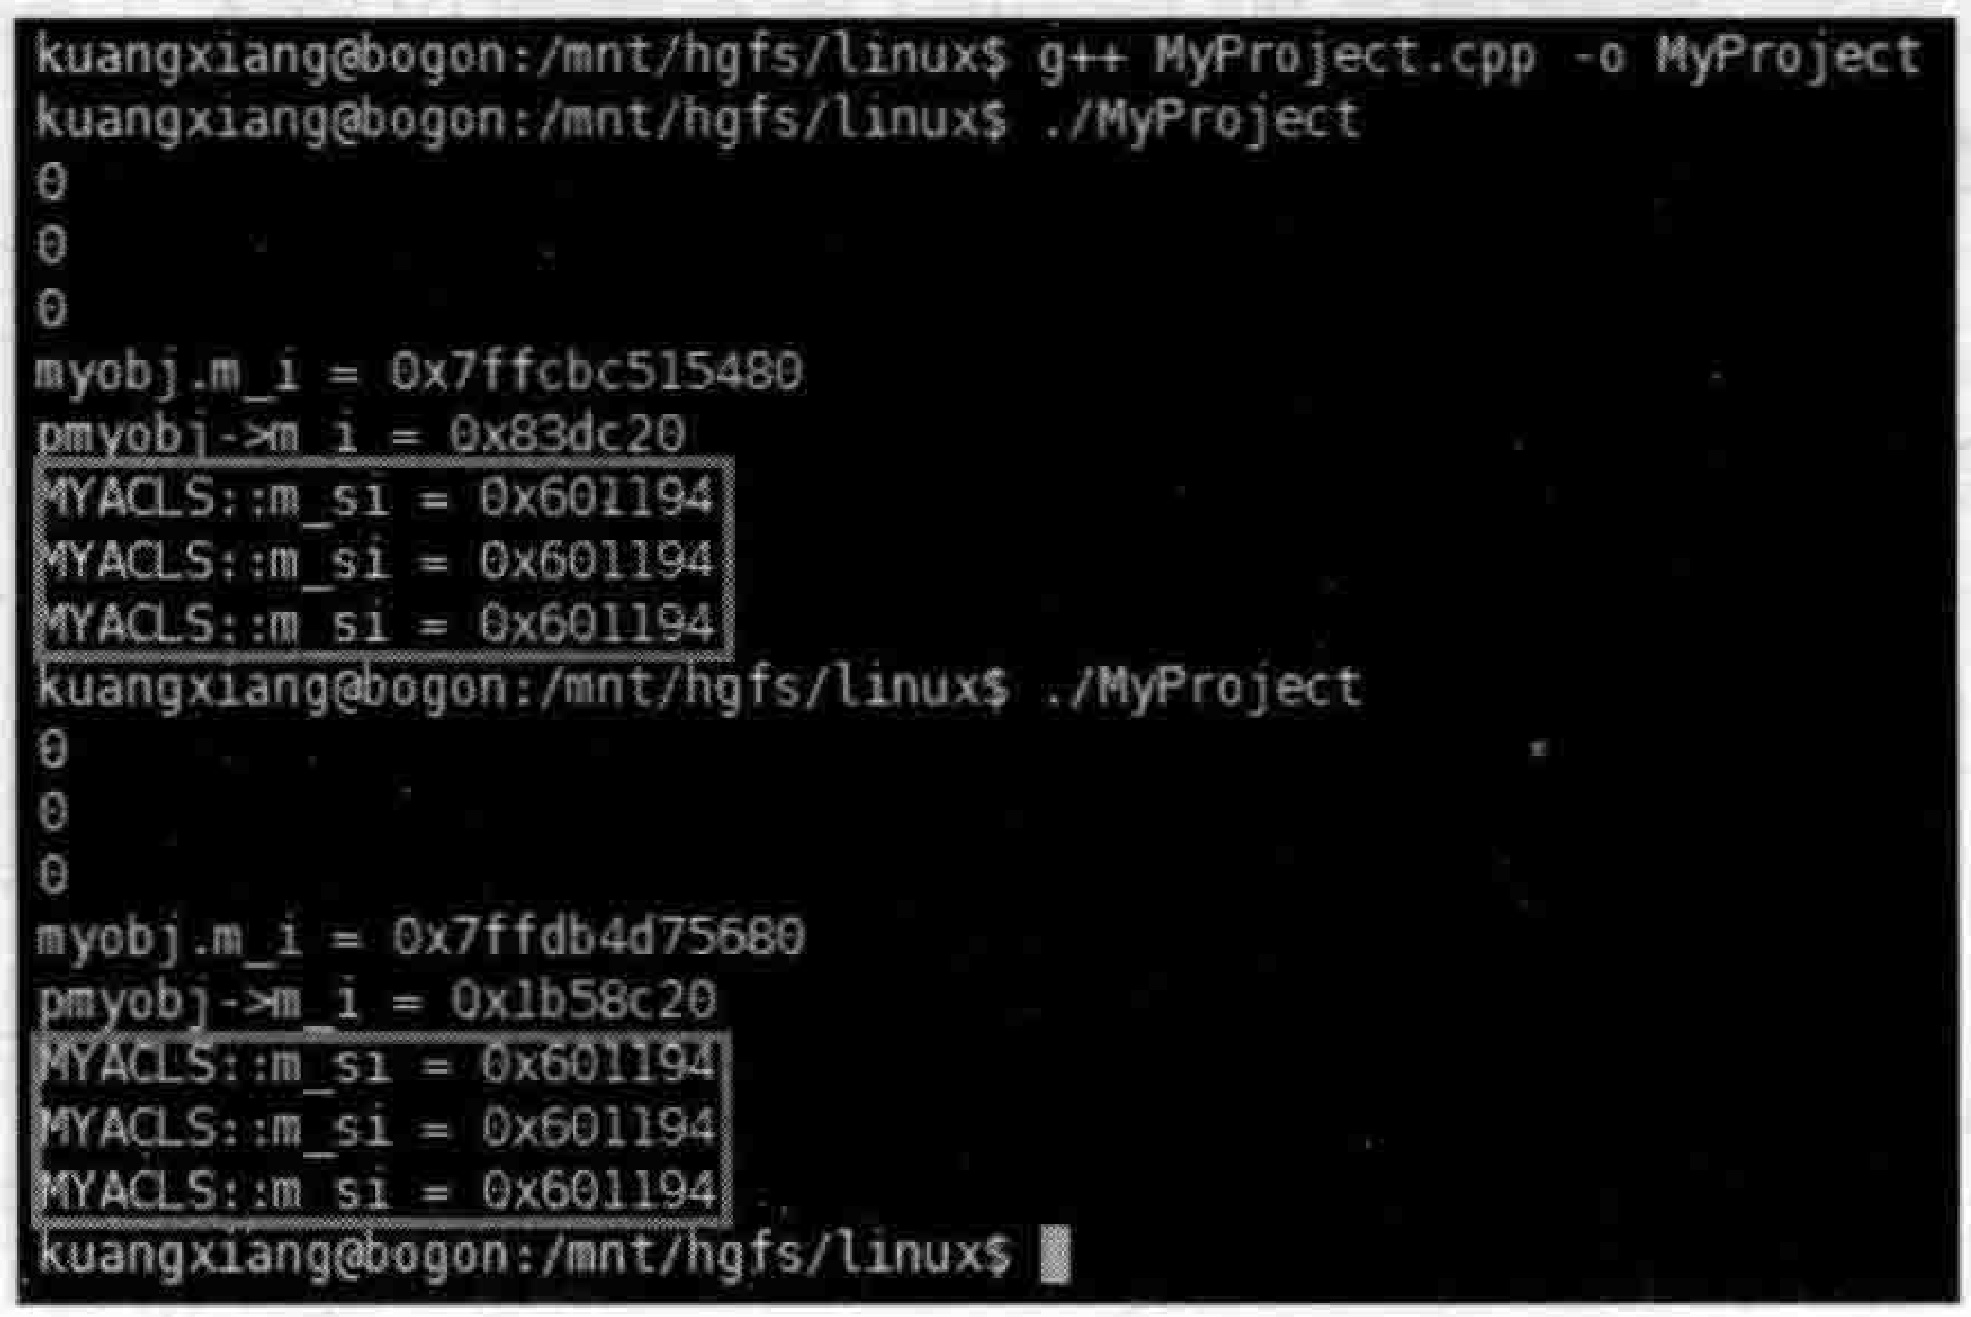 kuangxiang@bogon:/mnt/hgfs/linux$ g++ MyProject.cpp -o MyProject
kuangxiang@bogon:/mnt/hgfs/linux$ ./MyProject
0
0
0
myobj.m_i = 0x7ffcbc515480
pmyobj->m_i = 0x83dc20
MYACLS::m_si = 0x601194
MYACLS::m_si = 0x601194
MYACLS::m_si = 0x601194
kuangxiang@bogon:/mnt/hgfs/linux$ ./MyProject
0
0
0
myobj.m_i = 0x7ffdb4d75680
pmyobj->m_i = 0x1b58c20
MYACLS::m_si = 0x601194
MYACLS::m_si = 0x601194
MYACLS::m_si = 0x601194
kuangxiang@bogon:/mnt/hgfs/linux$